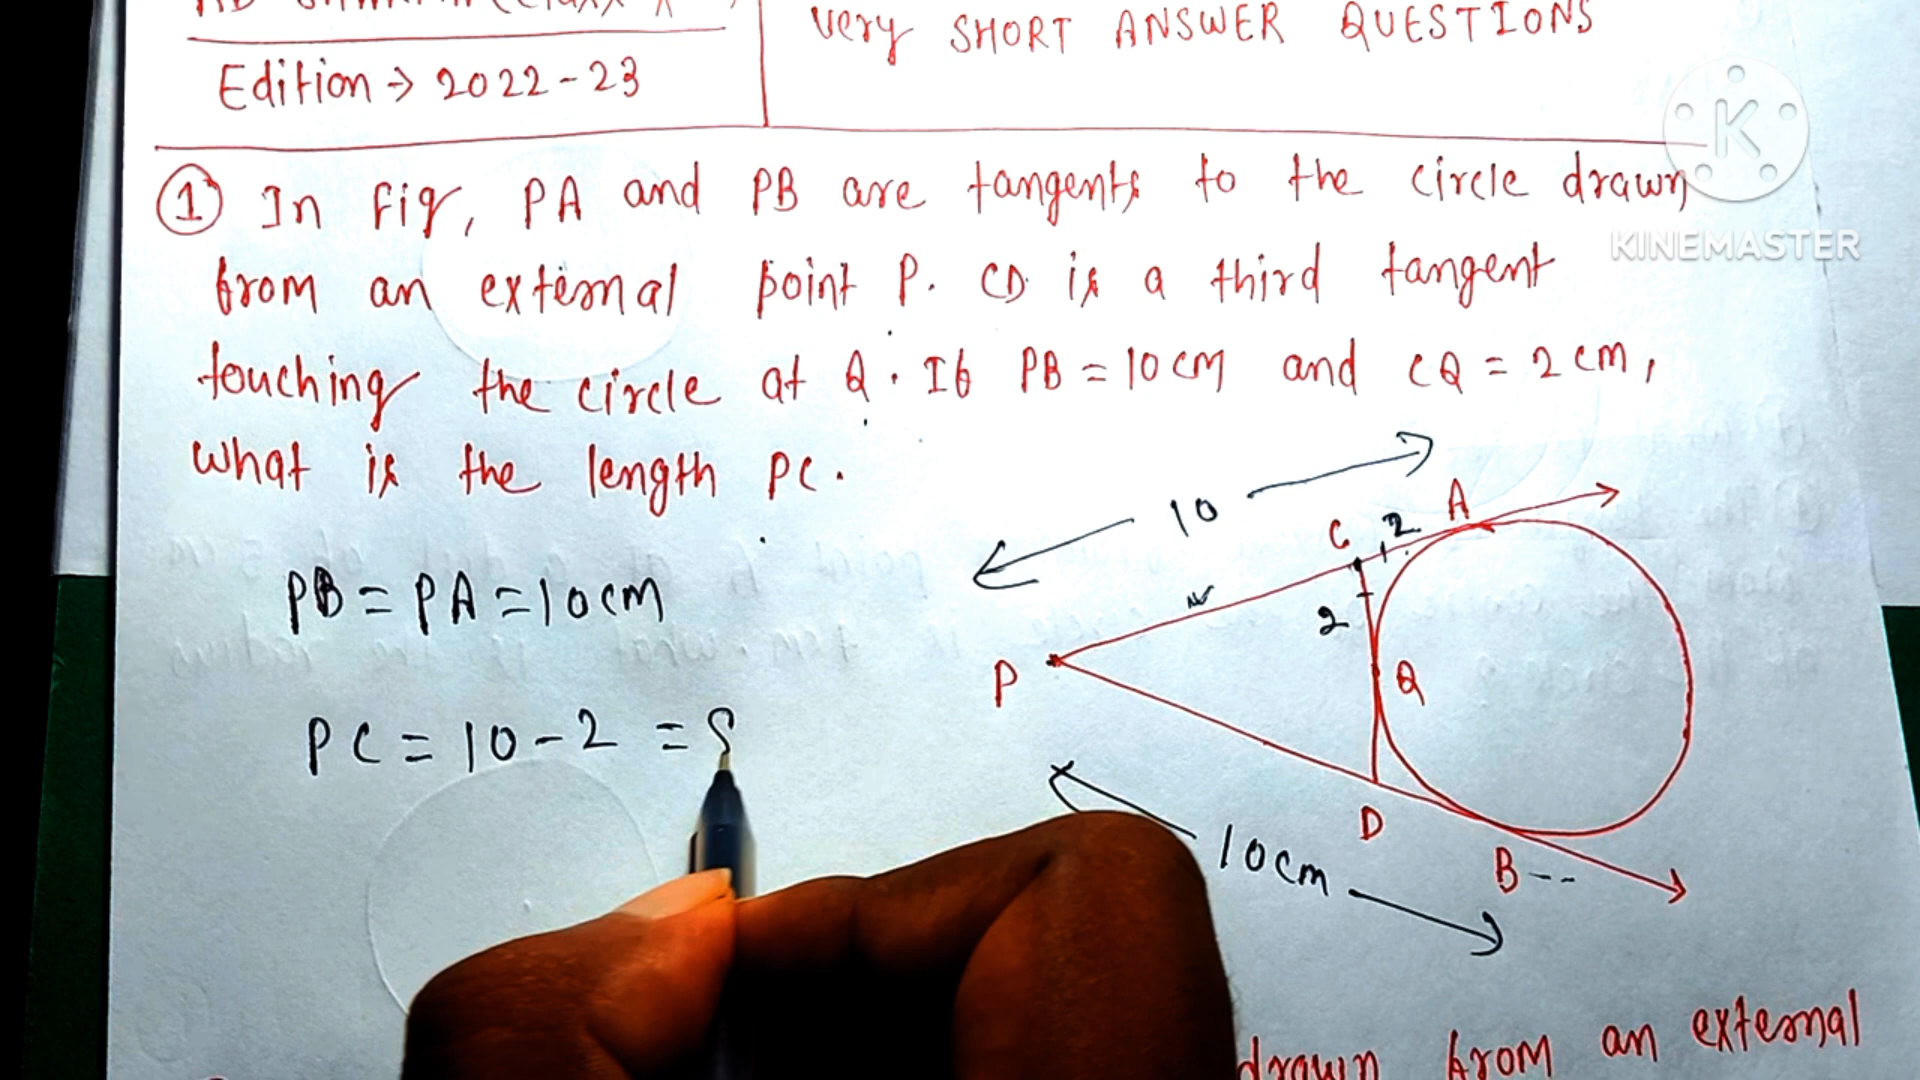 Edition → 2022-23
Very SHORT ANSWER QUESTIONS
K
KINEMASTER
① In Fig, PA and PB are tangents to the circle drawn
from an external point P. CD is a third tangent
touching the circle at Q. If PB = 10 cm and CQ = 2 cm,
what is the length PC.
10
C 2 A
2
PB = PA = 10 cm
P
Q
PC = 10 - 2 = 8
D
10cm
B--
drawn from an external